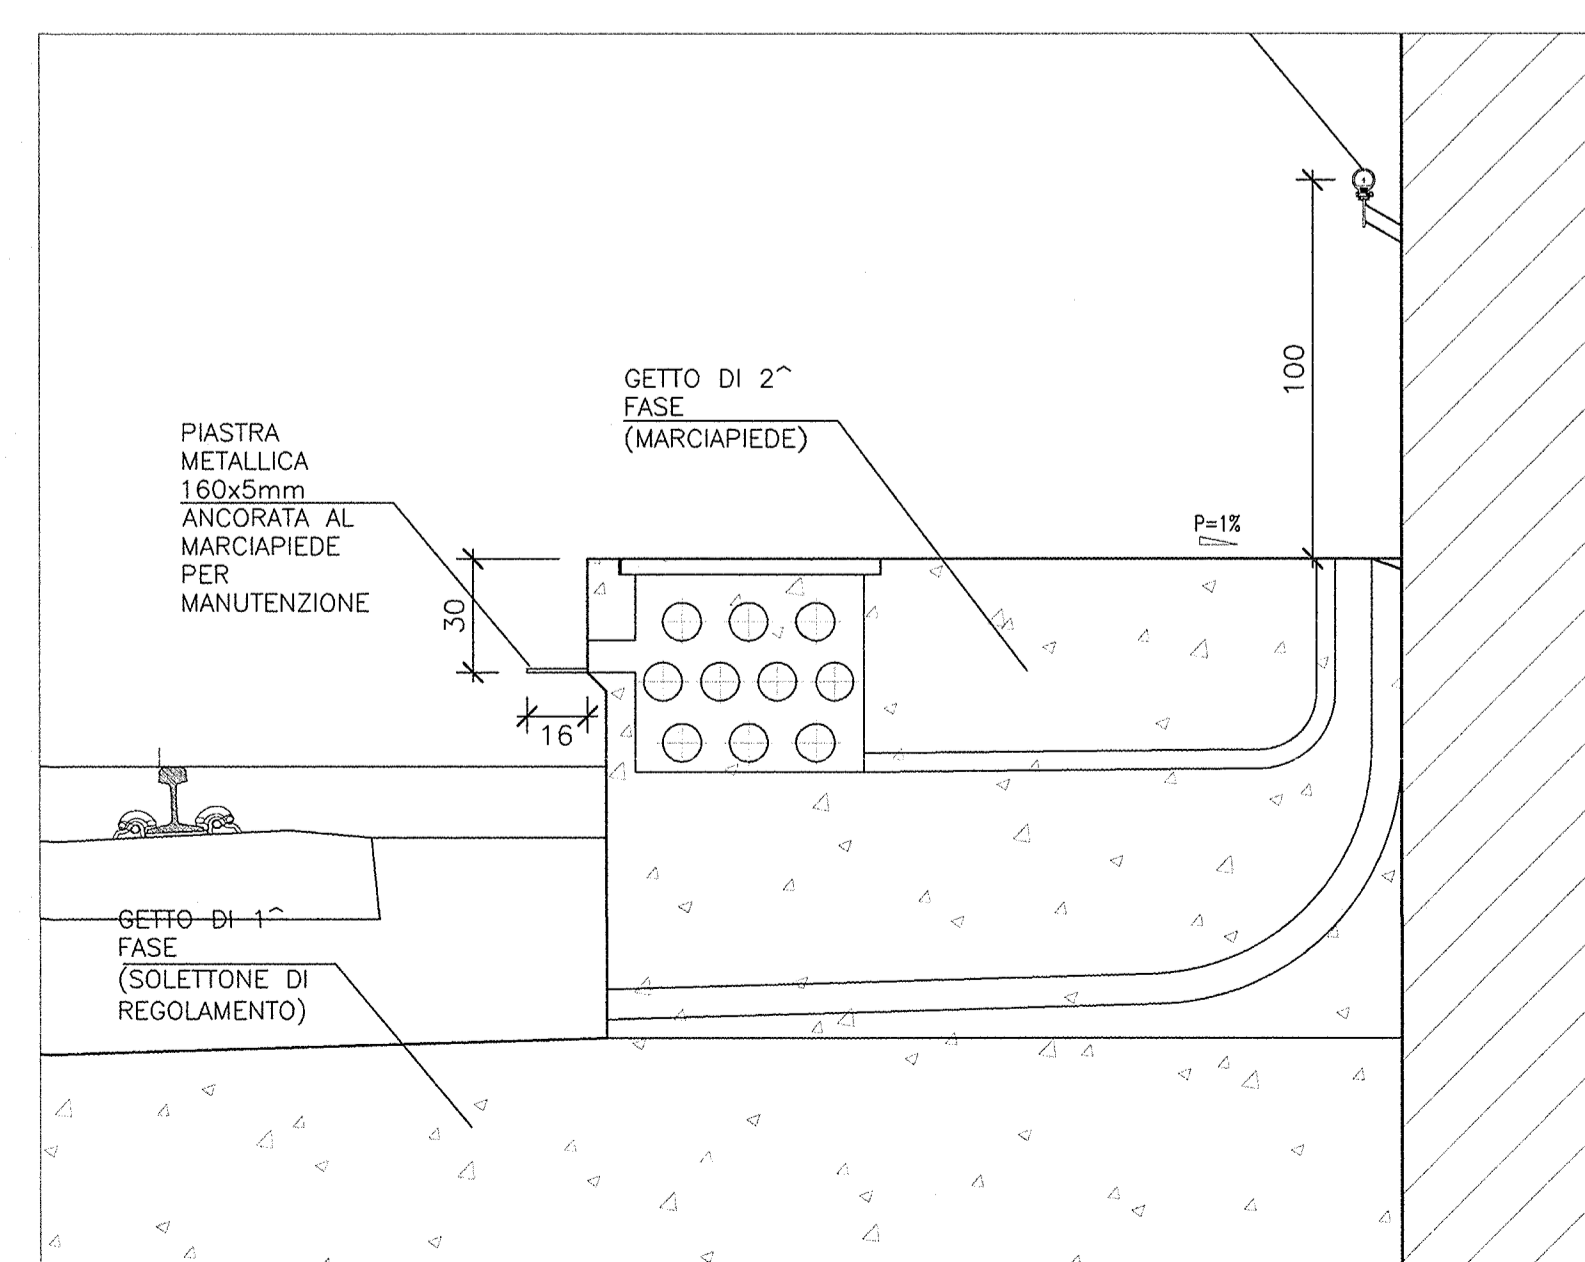 100
GETTO DI 2^
FASE
(MARCIAPIEDE)
PIASTRA
METALLICA
160x5mm
ANCORATA AL
MARCIAPIEDE
PER
MANUTENZIONE
P=1%
30
16
GETTO DI 1^
FASE
(SOLETTONE DI
REGOLAMENTO)